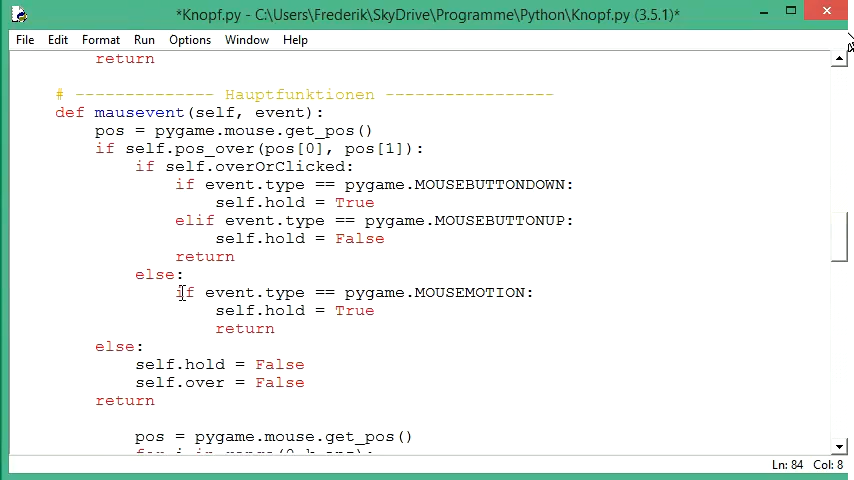 *Knopf.py - C:\Users\Frederik\SkyDrive\Programme\Python\Knopf.py (3.5.1)*
File Edit Format Run Options Window Help
return
# -------------- Hauptfunktionen -----------------
def mausevent(self, event):
pos = pygame.mouse.get_pos()
if self.pos_over(pos[0], pos[1]):
if self.overOrClicked:
if event.type == pygame.MOUSEBUTTONDOWN:
self.hold = True
elif event.type == pygame.MOUSEBUTTONUP:
self.hold = False
return
else:
if event.type == pygame.MOUSEMOTION:
self.hold = True
return
else:
self.hold = False
self.over = False
return
pos = pygame.mouse.get_pos()
Ln: 84 Col: 8